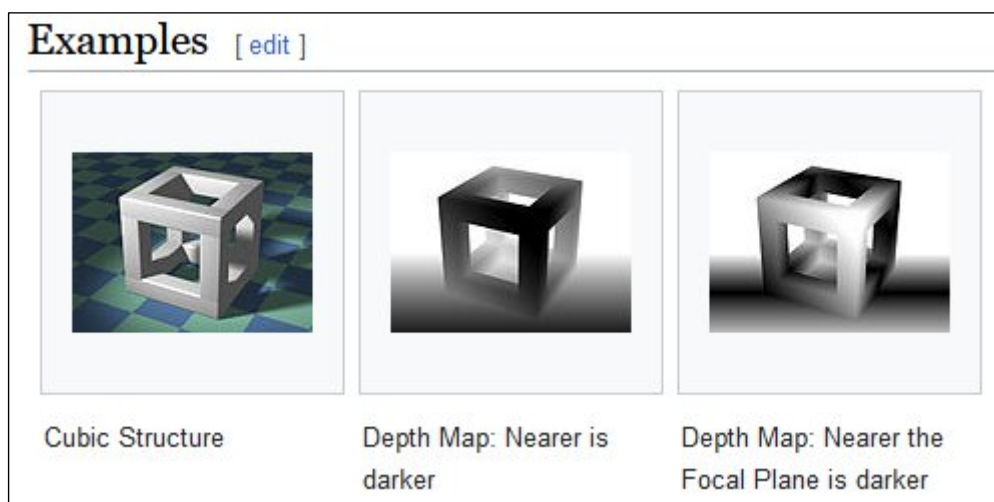 Examples [ edit ]
Cubic Structure
Depth Map: Nearer is
darker
Depth Map: Nearer the
Focal Plane is darker